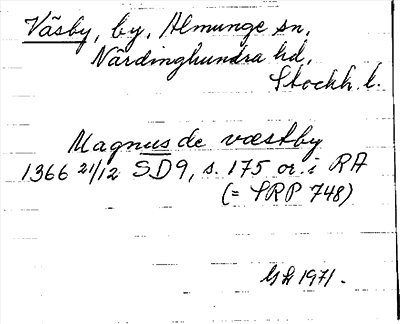 Väsby, by, Almunge sn,
Närdinghundra hd,
Stockh. l.
Magnus de væstby
1366 21/12 SD9, s. 175 or. i RA
(= SRP 748)
1971.